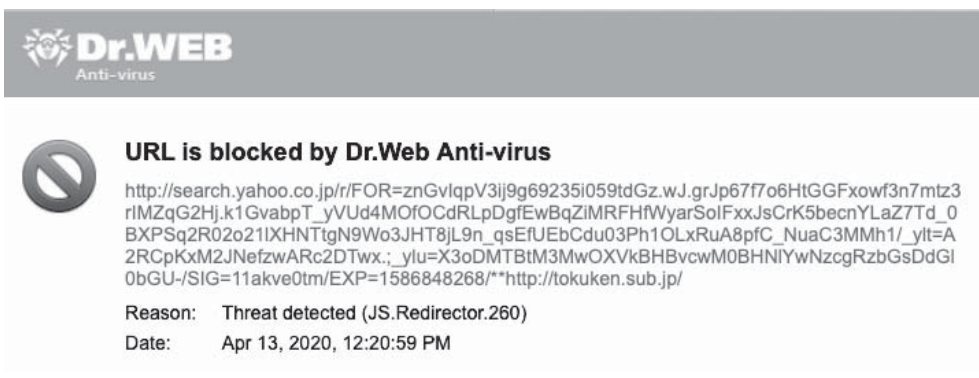 Dr.WEB
Anti-virus
URL is blocked by Dr.Web Anti-virus
http://search.yahoo.co.jp/r/FOR=znGvlqpV3ij9g69235i059tdGz.wJ.grJp67f7o6HtGGFxowf3n7mtz3
rlMZqG2Hj.k1GvabpT_yVUd4MOfOCdRLpDgfEwBqZiMRFHfWyarSolFxxJsCrK5becnYLaZ7Td_0
BXPSq2R02o21lXHNTtgN9Wo3JHT8jL9n_qsEfUEbCdu03Ph1OLxRuA8pfC_NuaC3MMh1/_ylt=A
2RCpKxM2JNefzwARc2DTwx.;_ylu=X3oDMTBtM3MwOXVkBHBvcwM0BHNlYwNzcgRzbGsDdGl
0bGU-/SIG=11akve0tm/EXP=1586848268/**http://tokuken.sub.jp/
Reason: Threat detected (JS.Redirector.260)
Date: Apr 13, 2020, 12:20:59 PM